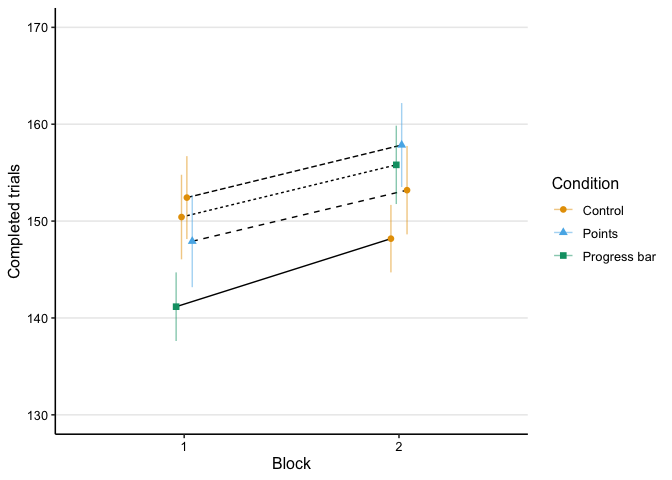 170
160
150
140
130
Completed trials
1 2
Block
Condition
Control
Points
Progress bar